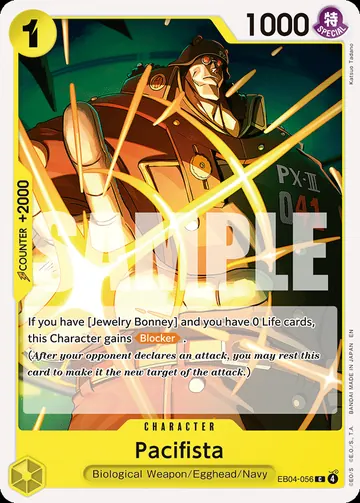 1
1000
特
SPECIAL
Katsuo Tadano
COUNTER +2000
PX-III
041
SAMPLE
If you have [Jewelry Bonney] and you have 0 Life cards,
this Character gains Blocker .
(After your opponent declares an attack, you may rest this
card to make it the new target of the attack.)
CHARACTER
Pacifista
Biological Weapon/Egghead/Navy
EB04-056 C 4
BANDAI MADE IN JAPAN EN
©E.O./S. ©E.O./S., T.A